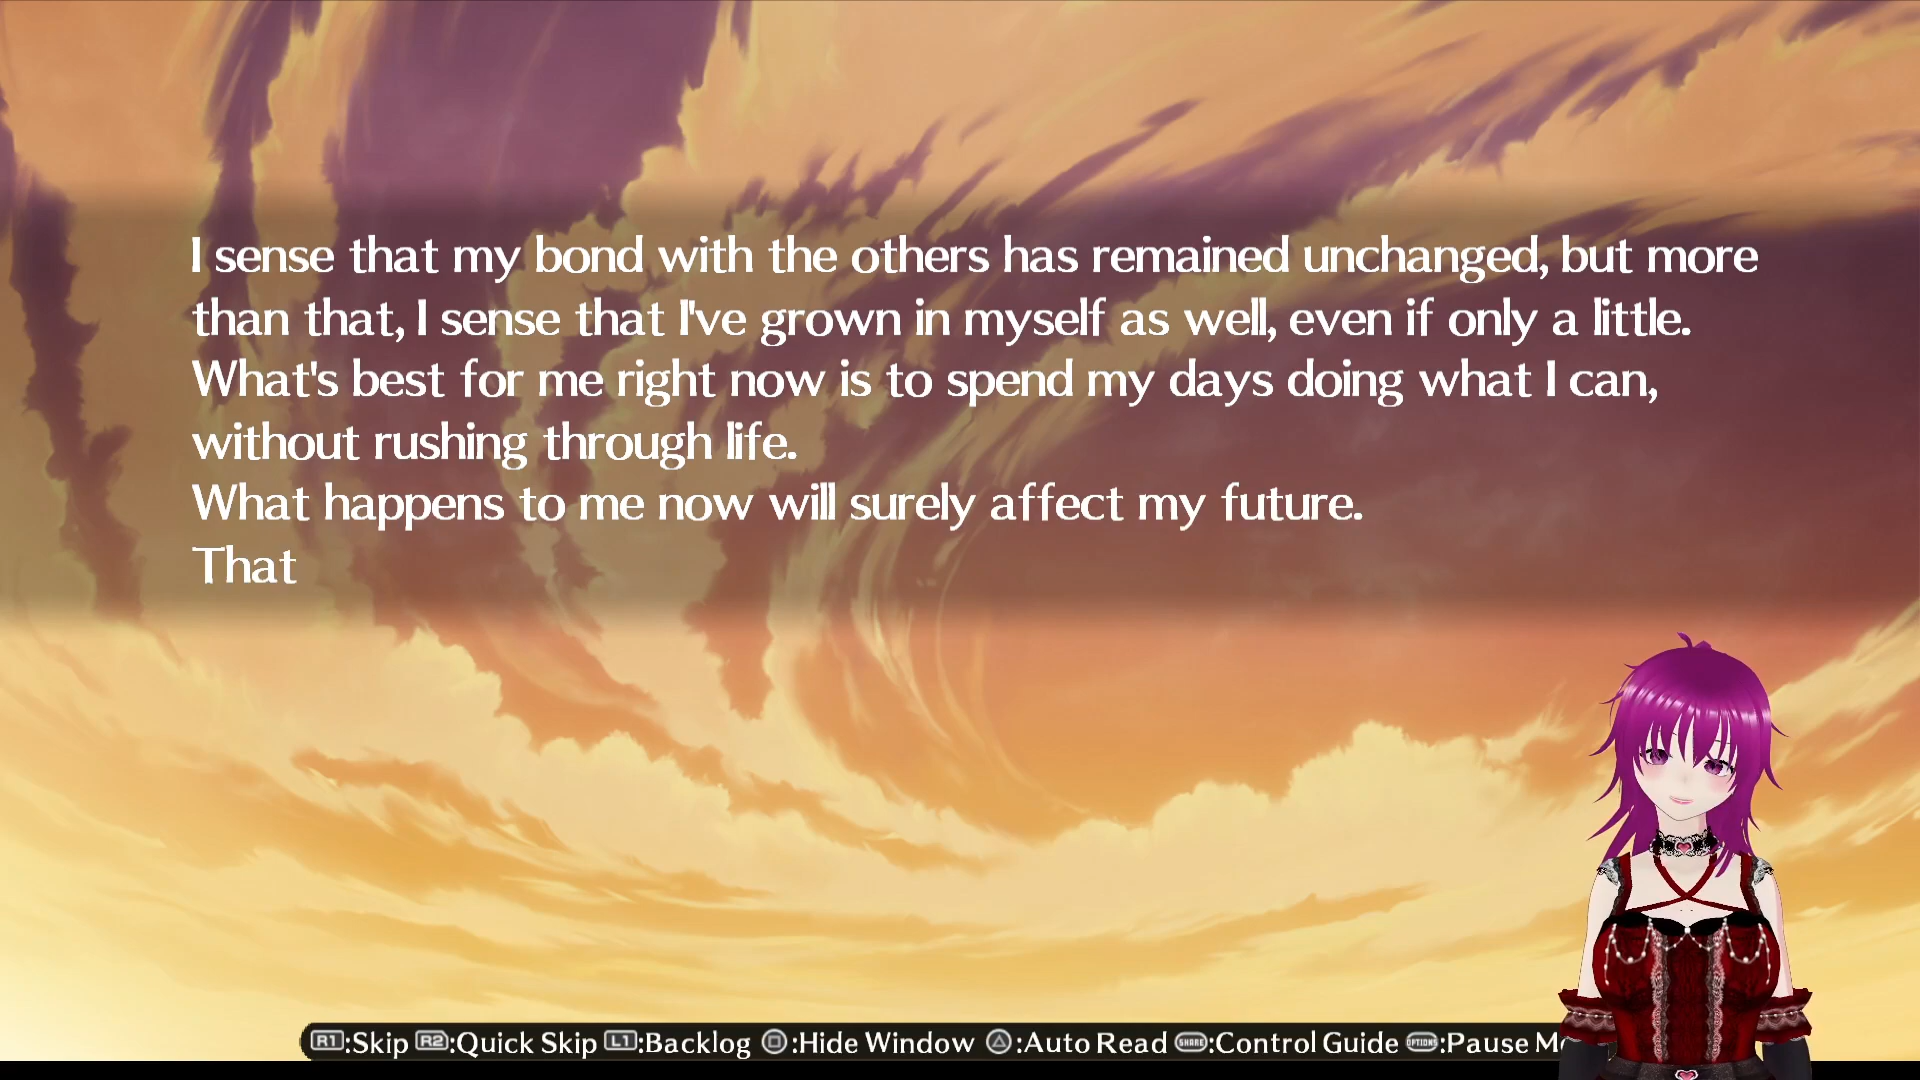 I sense that my bond with the others has remained unchanged, but more
than that, I sense that I've grown in myself as well, even if only a little.
What's best for me right now is to spend my days doing what I can,
without rushing through life.
What happens to me now will surely affect my future.
That
R1:Skip R2:Quick Skip L1:Backlog :Hide Window :Auto Read SHARE:Control Guide OPTIONS:Pause